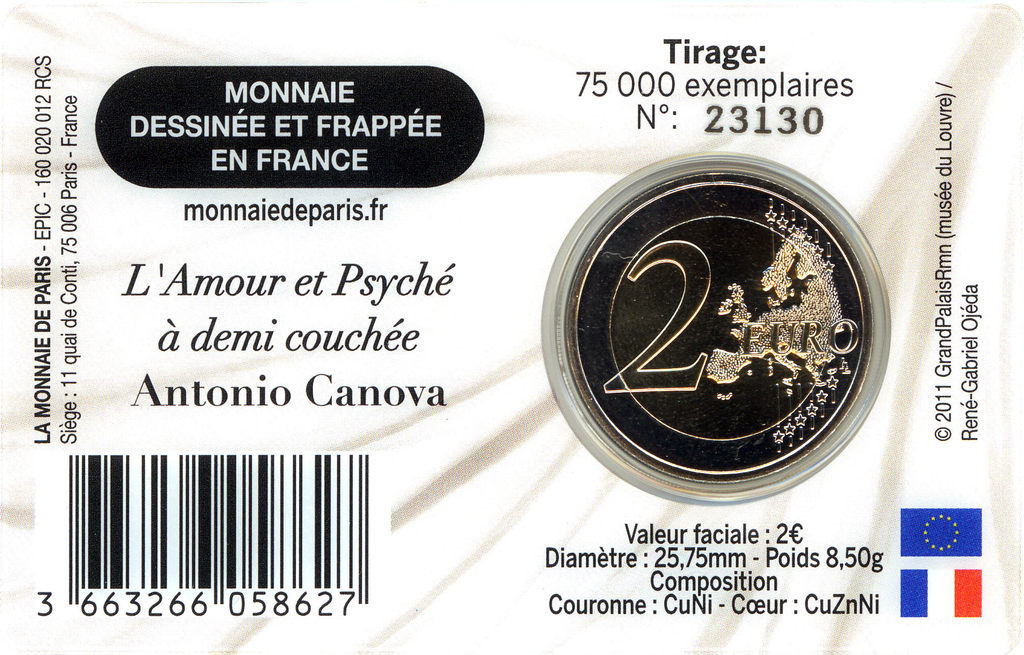 LA MONNAIE DE PARIS - EPIC - 160 020 012 RCS
Siège : 11 quai de Conti, 75 006 Paris - France
MONNAIE
DESSINÉE ET FRAPPÉE
EN FRANCE
monnaiedeparis.fr
L'Amour et Psyché
à demi couchée
Antonio Canova
3 663266 058627
Tirage:
75 000 exemplaires
N°: 23130
2 EURO
Valeur faciale : 2€
Diamètre : 25,75mm - Poids 8,50g
Composition
Couronne : CuNi - Cœur : CuZnNi
© 2011 GrandPalaisRmn (musée du Louvre) /
René-Gabriel Ojéda